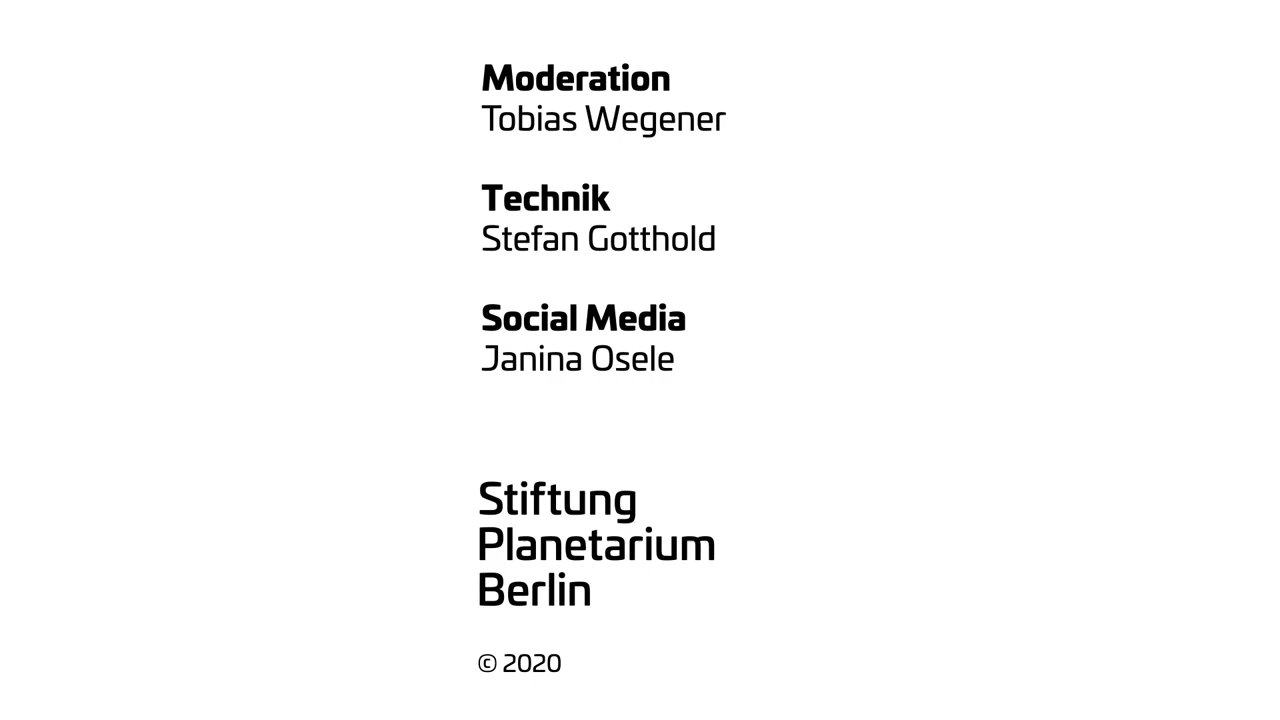 Moderation
Tobias Wegener
Technik
Stefan Gotthold
Social Media
Janina Osele
Stiftung
Planetarium
Berlin
© 2020